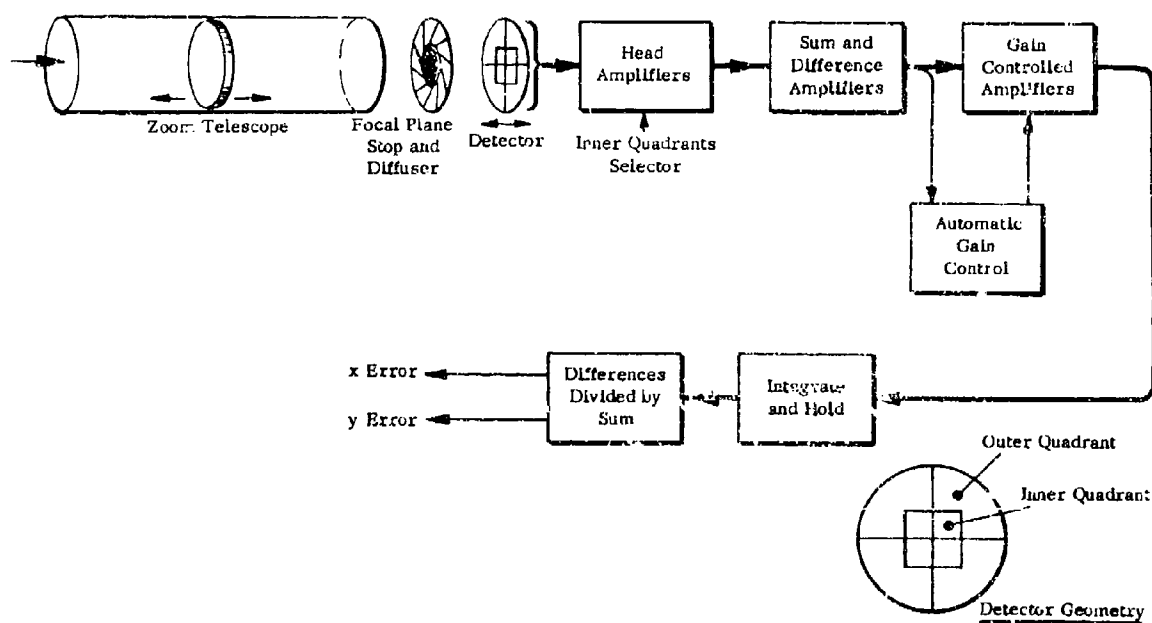 Zoom Telescope
Focal Plane
Stop and
Diffuser
Detector
Head
Amplifiers
Inner Quadrants
Selector
Sum and
Difference
Amplifiers
Gain
Controlled
Amplifiers
Automatic
Gain
Control
x Error
y Error
Differences
Divided by
Sum
Integrate
and Hold
Outer Quadrant
Inner Quadrant
Detector Geometry